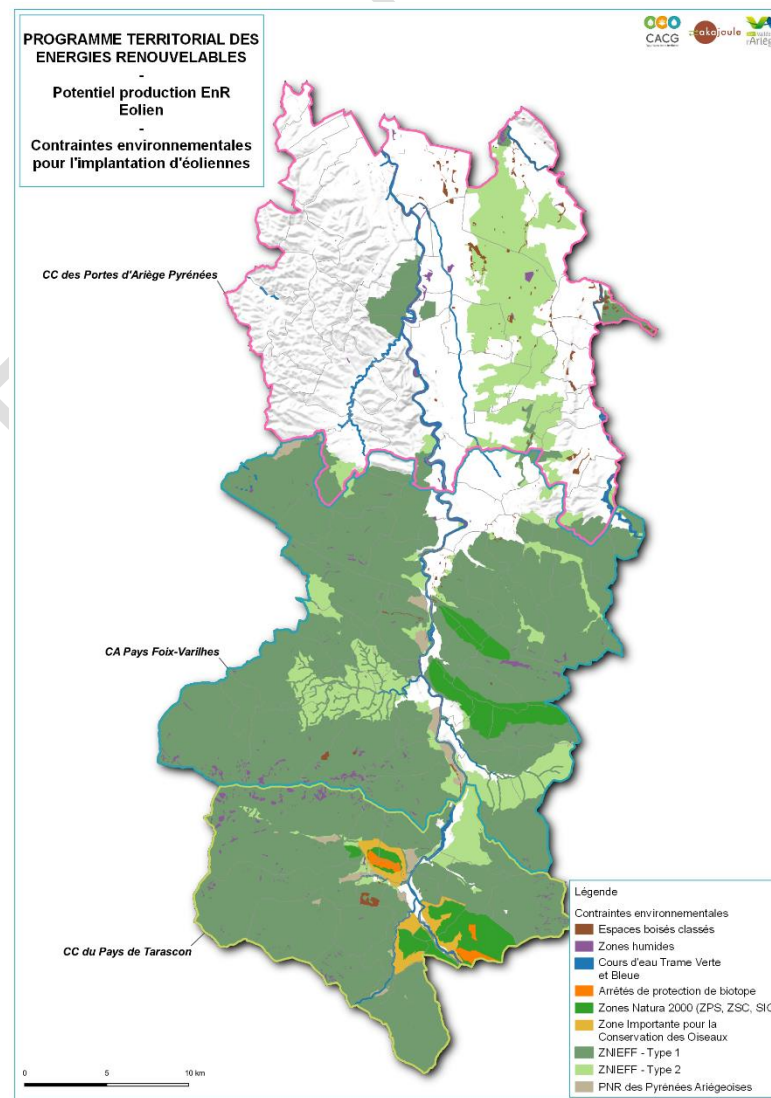 PROGRAMME TERRITORIAL DES
ENERGIES RENOUVELABLES
-
Potentiel production EnR
Eolien
-
Contraintes environnementales
pour l'implantation d'éoliennes
CACG
akajoule
l'Ariège
CC des Portes d'Ariège Pyrénées
CA Pays Foix-Varilhes
CC du Pays de Tarascon
Légende
Contraintes environnementales
Espaces boisés classés
Zones humides
Cours d'eau Trame Verte
et Bleue
Arrêtés de protection de biotope
Zones Natura 2000 (ZPS, ZSC, SIC
Zone Importante pour la
Conservation des Oiseaux
ZNIEFF - Type 1
ZNIEFF - Type 2
PNR des Pyrénées Ariégeoises
0 5 10 km